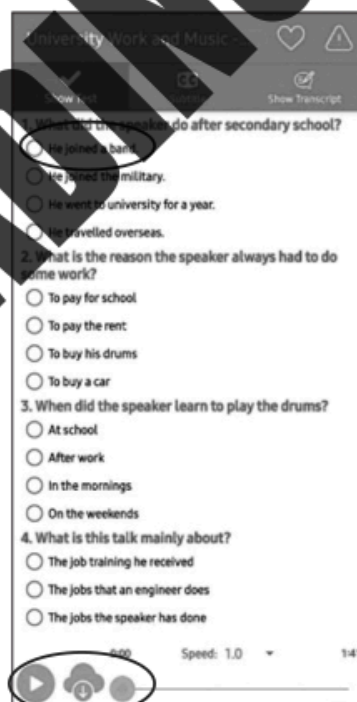 University Work and Music -...
Show Test
Subtitle
Show Transcript
1. What did the speaker do after secondary school?
He joined a band.
He joined the military.
He went to university for a year.
He travelled overseas.
2. What is the reason the speaker always had to do
some work?
To pay for school
To pay the rent
To buy his drums
To buy a car
3. When did the speaker learn to play the drums?
At school
After work
In the mornings
On the weekends
4. What is this talk mainly about?
The job training he received
The jobs that an engineer does
The jobs the speaker has done
0:00 Speed: 1.0